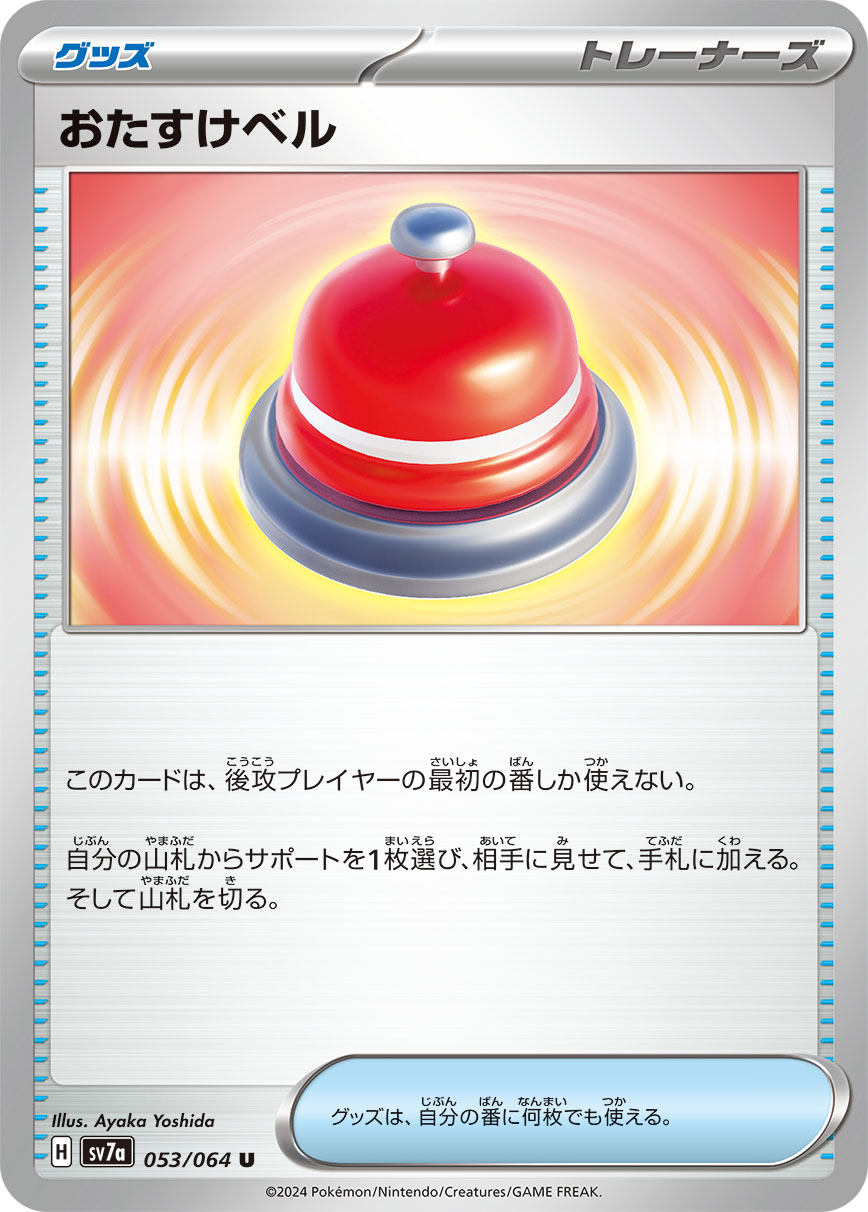 グッズ
トレーナーズ
おたすけベル
このカードは、後攻プレイヤーの最初の番しか使えない。
自分の山札からサポートを1枚選び、相手に見せて、手札に加える。
そして山札を切る。
Illus. Ayaka Yoshida
グッズは、自分の番に何枚でも使える。
H sv7a 053/064 U
©2024 Pokémon/Nintendo/Creatures/GAME FREAK.